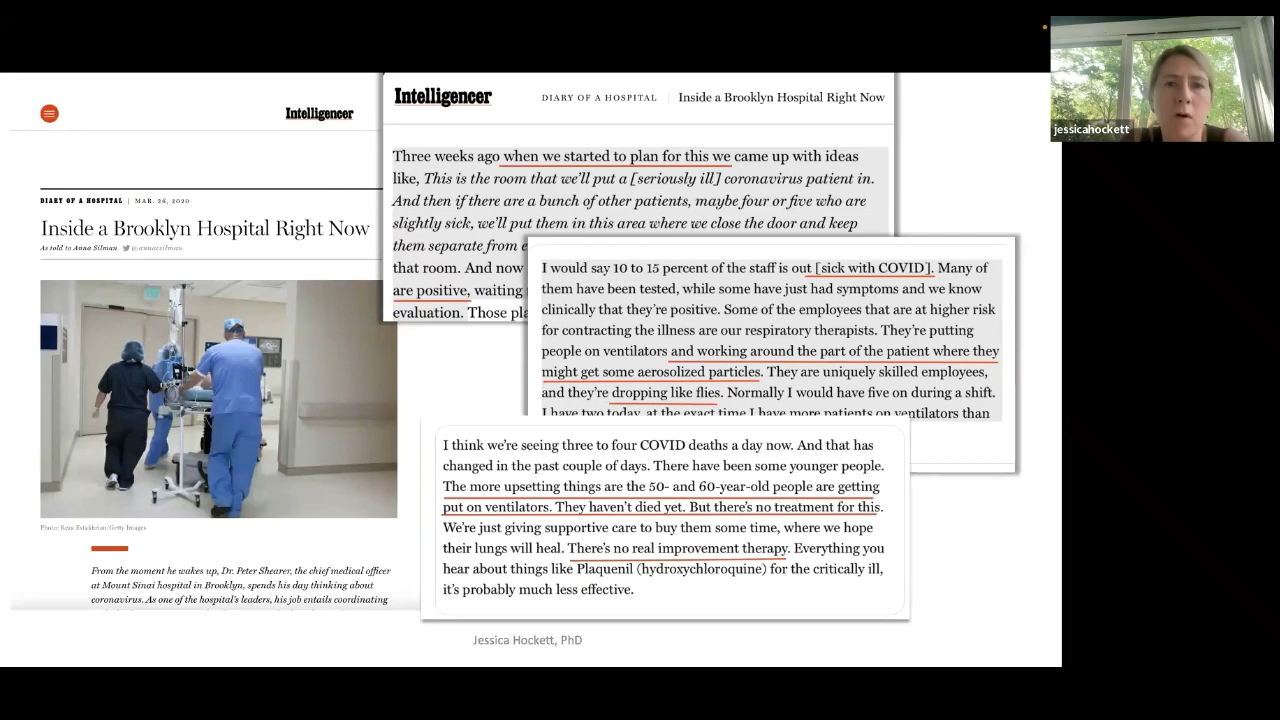 jessicahockett
Intelligencer
DIARY OF A HOSPITAL | MAR. 26, 2020
Inside a Brooklyn Hospital Right Now
As told to Anna Silman @annaesilman
Photo: Reza Estakhrian/Getty Images
From the moment he wakes up, Dr. Peter Shearer, the chief medical officer
at Mount Sinai hospital in Brooklyn, spends his day thinking about
coronavirus. As one of the hospital's leaders, his job entails coordinating
Intelligencer DIARY OF A HOSPITAL | Inside a Brooklyn Hospital Right Now
Three weeks ago when we started to plan for this we came up with ideas
like, This is the room that we'll put a [seriously ill] coronavirus patient in.
And then if there are a bunch of other patients, maybe four or five who are
slightly sick, we'll put them in this area where we close the door and keep
them separate from e
that room. And now
are positive, waiting
evaluation. Those pla
I would say 10 to 15 percent of the staff is out [sick with COVID]. Many of
them have been tested, while some have just had symptoms and we know
clinically that they're positive. Some of the employees that are at higher risk
for contracting the illness are our respiratory therapists. They're putting
people on ventilators and working around the part of the patient where they
might get some aerosolized particles. They are uniquely skilled employees,
and they're dropping like flies. Normally I would have five on during a shift.
I have two today, at the exact time I have more patients on ventilators than
I think we're seeing three to four COVID deaths a day now. And that has
changed in the past couple of days. There have been some younger people.
The more upsetting things are the 50- and 60-year-old people are getting
put on ventilators. They haven't died yet. But there's no treatment for this.
We're just giving supportive care to buy them some time, where we hope
their lungs will heal. There's no real improvement therapy. Everything you
hear about things like Plaquenil (hydroxychloroquine) for the critically ill,
it's probably much less effective.
Jessica Hockett, PhD